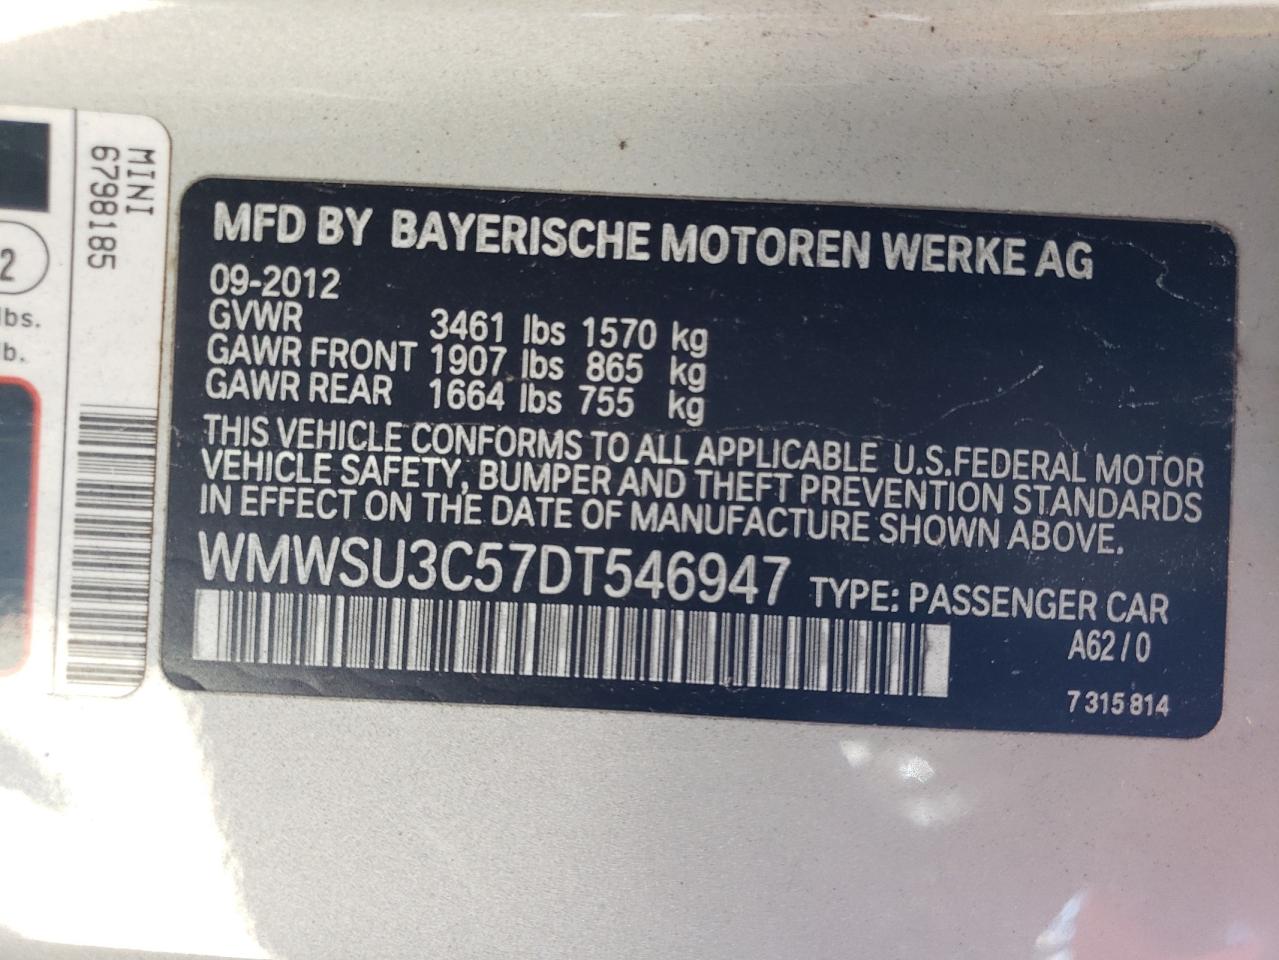 MINI
6798185
2
lbs.
lb.
MFD BY BAYERISCHE MOTOREN WERKE AG
09-2012
GVWR 3461 lbs 1570 kg
GAWR FRONT 1907 lbs 865 kg
GAWR REAR 1664 lbs 755 kg
THIS VEHICLE CONFORMS TO ALL APPLICABLE U.S.FEDERAL MOTOR
VEHICLE SAFETY, BUMPER AND THEFT PREVENTION STANDARDS
IN EFFECT ON THE DATE OF MANUFACTURE SHOWN ABOVE.
WMWSU3C57DT546947 TYPE: PASSENGER CAR
A62/0
7 315 814